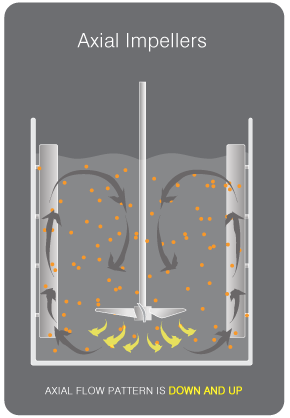 Axial Impellers
AXIAL FLOW PATTERN IS DOWN AND UP